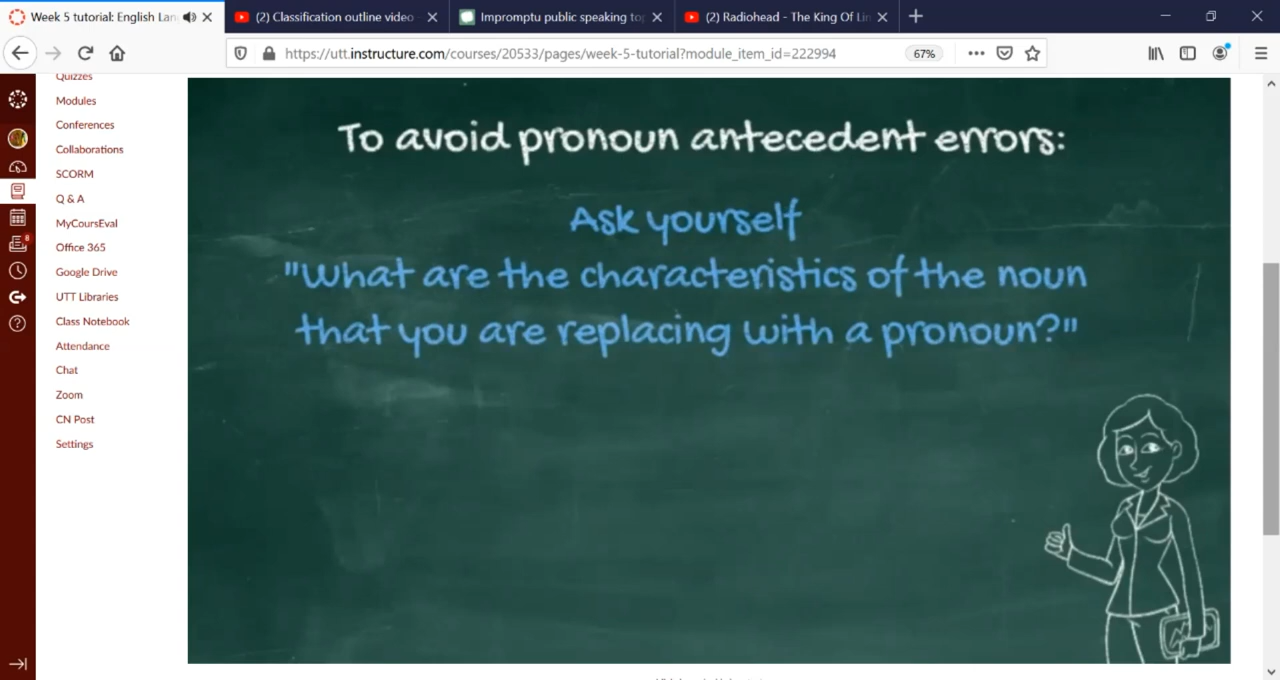 Week 5 tutorial: English Lan
(2) Classification outline video
Impromptu public speaking to
(2) Radiohead - The King Of Li
https://utt.instructure.com/courses/20533/pages/week-5-tutorial?module_item_id=222994
67%
Quizzes
Modules
Conferences
Collaborations
SCORM
Q & A
MyCoursEval
Office 365
Google Drive
UTT Libraries
Class Notebook
Attendance
Chat
Zoom
CN Post
Settings
8
To avoid pronoun antecedent errors:
Ask yourself
"What are the characteristics of the noun
that you are replacing with a pronoun?"